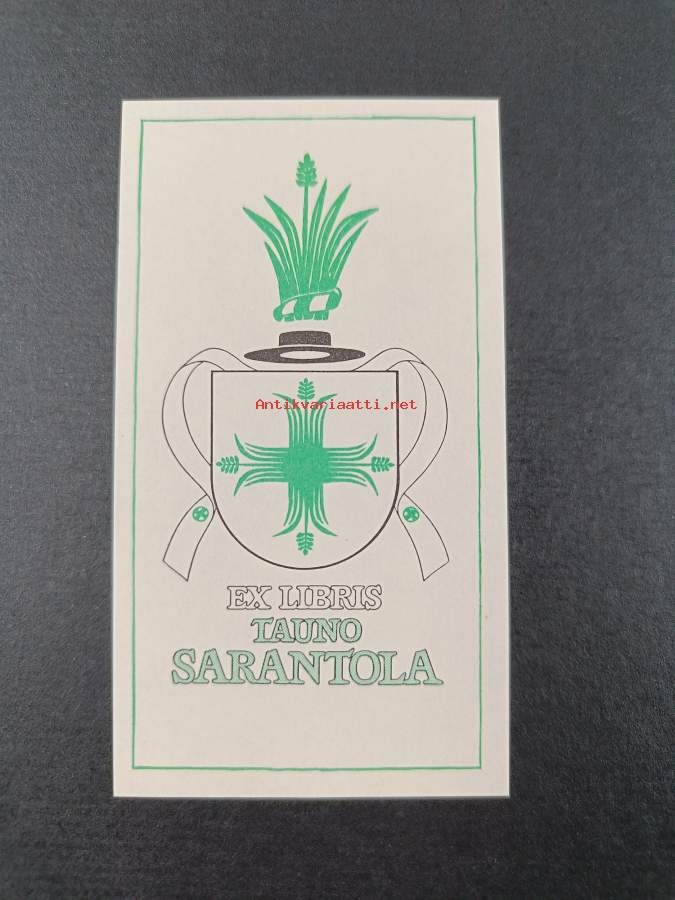 Antikvariaatti.net
EX LIBRIS
TAUNO
SARANTOLA